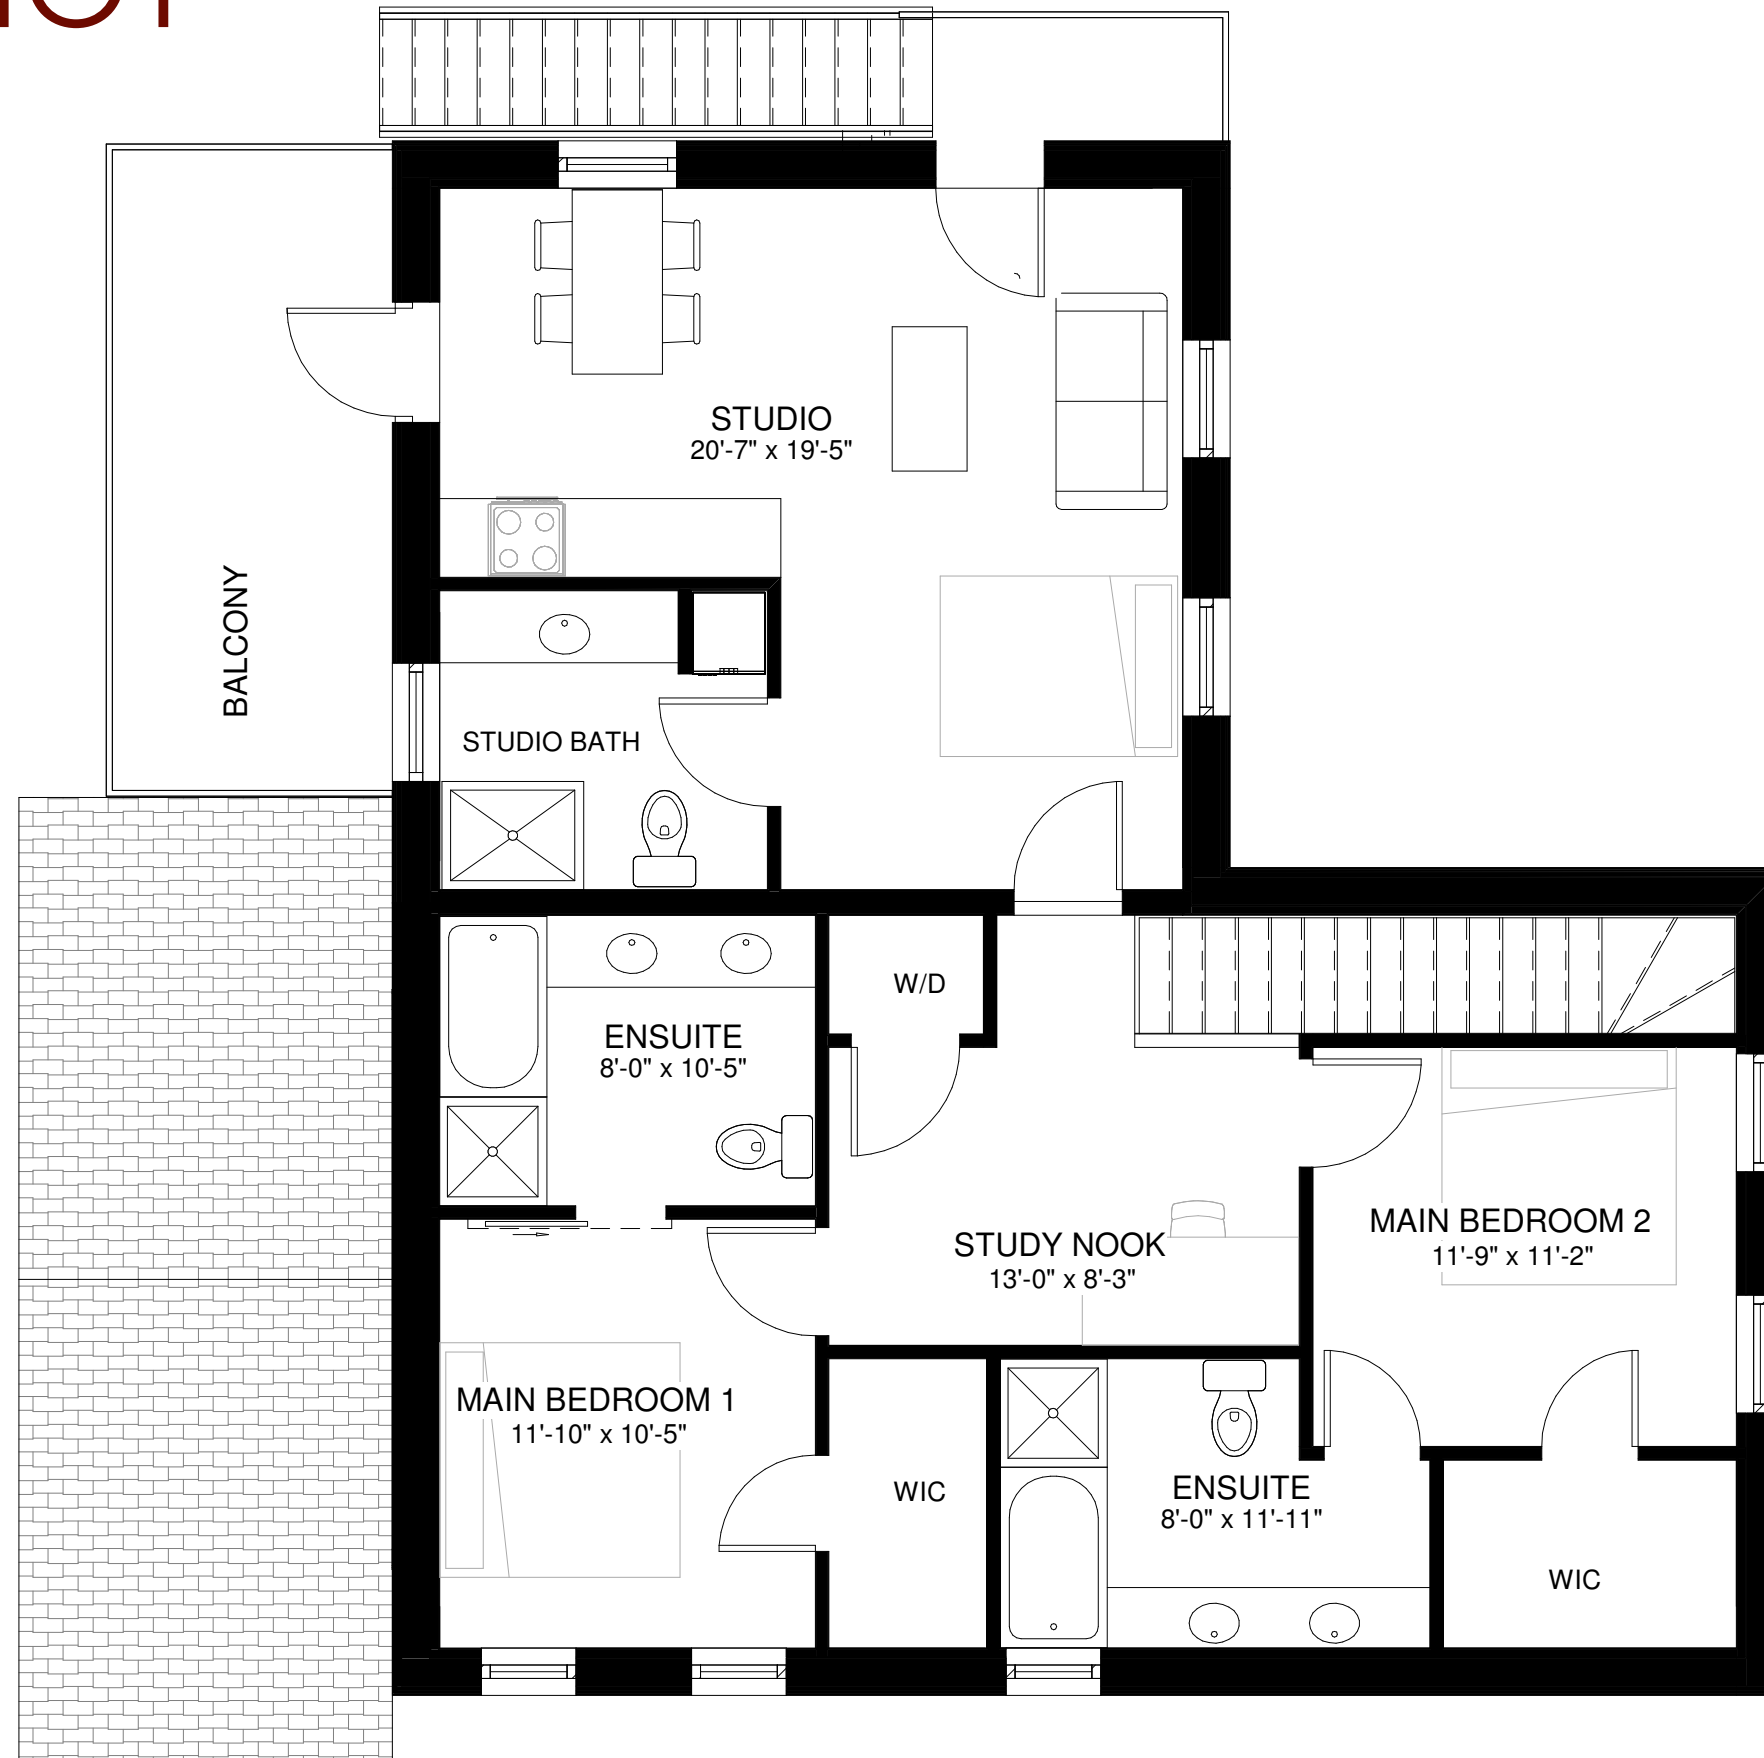 STUDIO
20'-7" x 19'-5"
BALCONY
STUDIO BATH
W/D
ENSUITE
8'-0" x 10'-5"
MAIN BEDROOM 2
11'-9" x 11'-2"
STUDY NOOK
13'-0" x 8'-3"
MAIN BEDROOM 1
11'-10" x 10'-5"
WIC
ENSUITE
8'-0" x 11'-11"
WIC